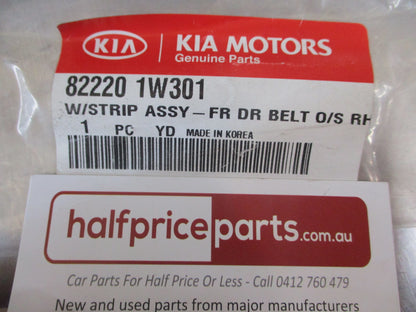 KIA KIA MOTORS
Genuine Parts
82220 1W301
W/STRIP ASSY-FR DR BELT O/S RH
1 PC YD MADE IN KOREA
halfpriceparts.com.au
Car Parts For Half Price Or Less - Call 0412 760 479
New and used parts from major manufacturers